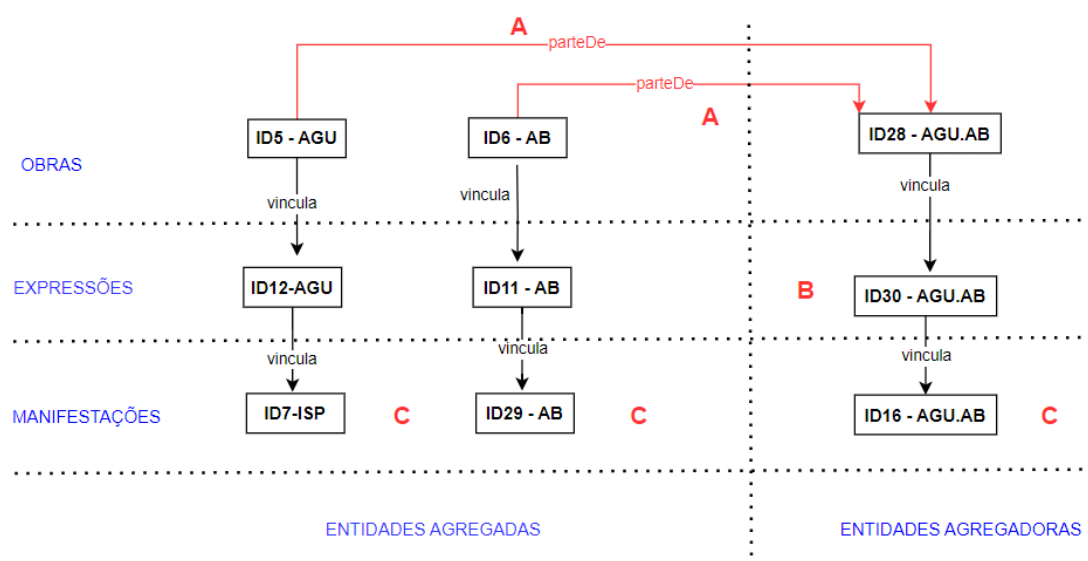 A
parteDe
parteDe
A
ID5 - AGU
ID6 - AB
ID28 - AGU.AB
OBRAS
vincula
vincula
vincula
EXPRESSÕES
ID12-AGU
ID11 - AB
B
ID30 - AGU.AB
vincula
vincula
vincula
MANIFESTAÇÕES
ID7-ISP
C
ID29 - AB
C
ID16 - AGU.AB
C
ENTIDADES AGREGADAS
ENTIDADES AGREGADORAS